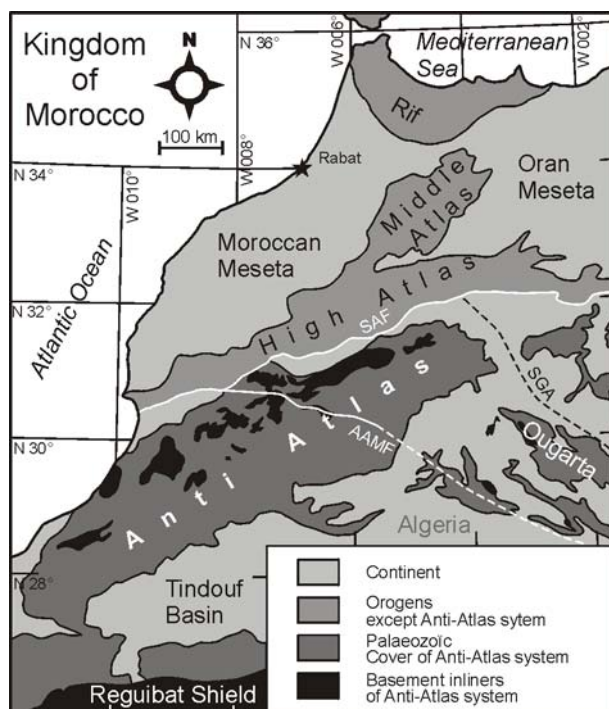 Kingdom
of
Morocco
N
100 km
N 36°
W 006°
W 002°
Mediterranean
Sea
Rif
W 008°
Rabat
N 34°
W 010°
Oran
Meseta
Middle
Atlas
Moroccan
Meseta
Atlantic Ocean
N 32°
High Atlas
SAF
SGA
N 30°
Anti Atlas
AAMF
Ougarta
Algeria
N 28°
Tindouf
Basin
Reguibat Shield
Continent
Orogens
except Anti-Atlas sytem
Palaeozoïc
Cover of Anti-Atlas system
Basement inliners
of Anti-Atlas system